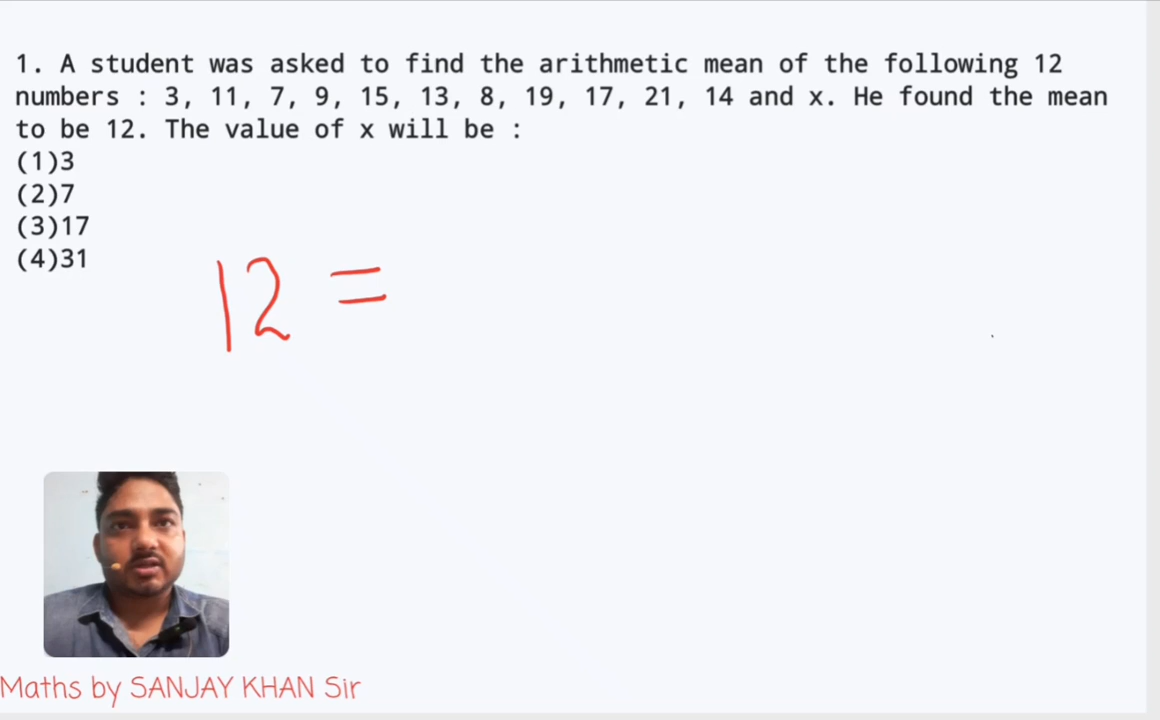 1. A student was asked to find the arithmetic mean of the following 12
numbers : 3, 11, 7, 9, 15, 13, 8, 19, 17, 21, 14 and x. He found the mean
to be 12. The value of x will be :
(1)3
(2)7
(3)17
(4)31
12 =
Maths by SANJAY KHAN Sir